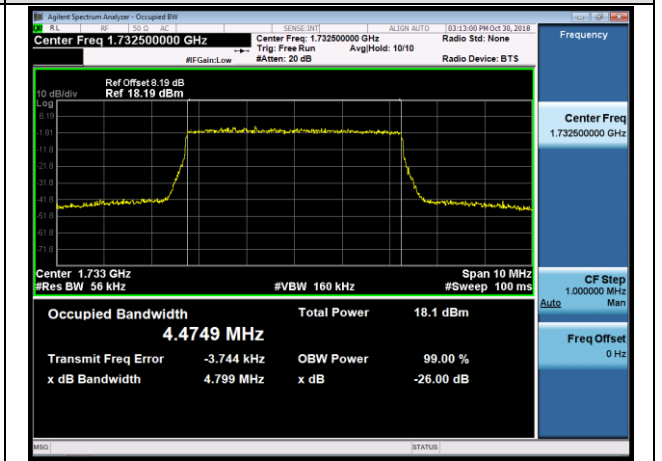 Agilent Spectrum Analyzer - Occupied BW
RL RF 50 Ω AC SENSE:INT ALIGN AUTO 03:13:00 PM Oct 30, 2018
Center Freq 1.732500000 GHz Center Freq: 1.732500000 GHz Radio Std: None
Trig: Free Run Avg|Hold: 10/10
#IFGain:Low #Atten: 20 dB Radio Device: BTS
Ref Offset 8.19 dB
10 dB/div Ref 18.19 dBm
Log
8.19
-1.81
-11.8
-21.8
-31.8
-41.8
-51.8
-61.8
-71.8
Center 1.733 GHz Span 10 MHz
#Res BW 56 kHz #VBW 160 kHz #Sweep 100 ms
Occupied Bandwidth Total Power 18.1 dBm
4.4749 MHz
Transmit Freq Error -3.744 kHz OBW Power 99.00 %
x dB Bandwidth 4.799 MHz x dB -26.00 dB
MSG STATUS
Frequency
Center Freq
1.732500000 GHz
CF Step
1.000000 MHz
Auto Man
Freq Offset
0 Hz